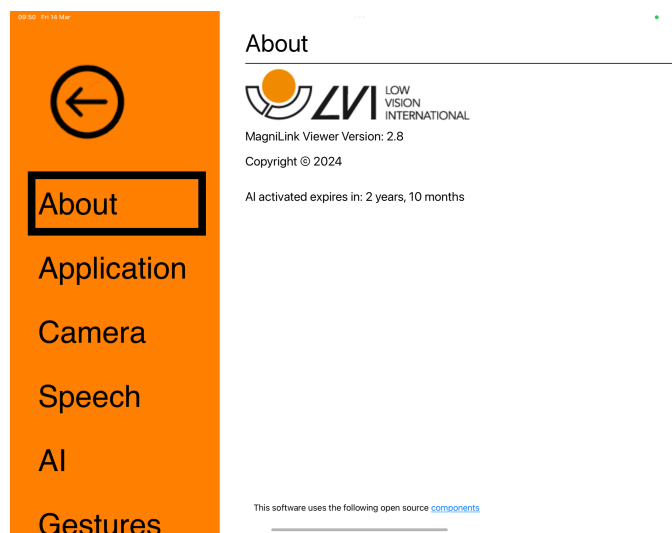 09:50 Fri 14 Mar
About
Application
Camera
Speech
AI
Gestures
About
LVI
LOW
VISION
INTERNATIONAL
MagniLink Viewer Version: 2.8
Copyright © 2024
AI activated expires in: 2 years, 10 months
This software uses the following open source components